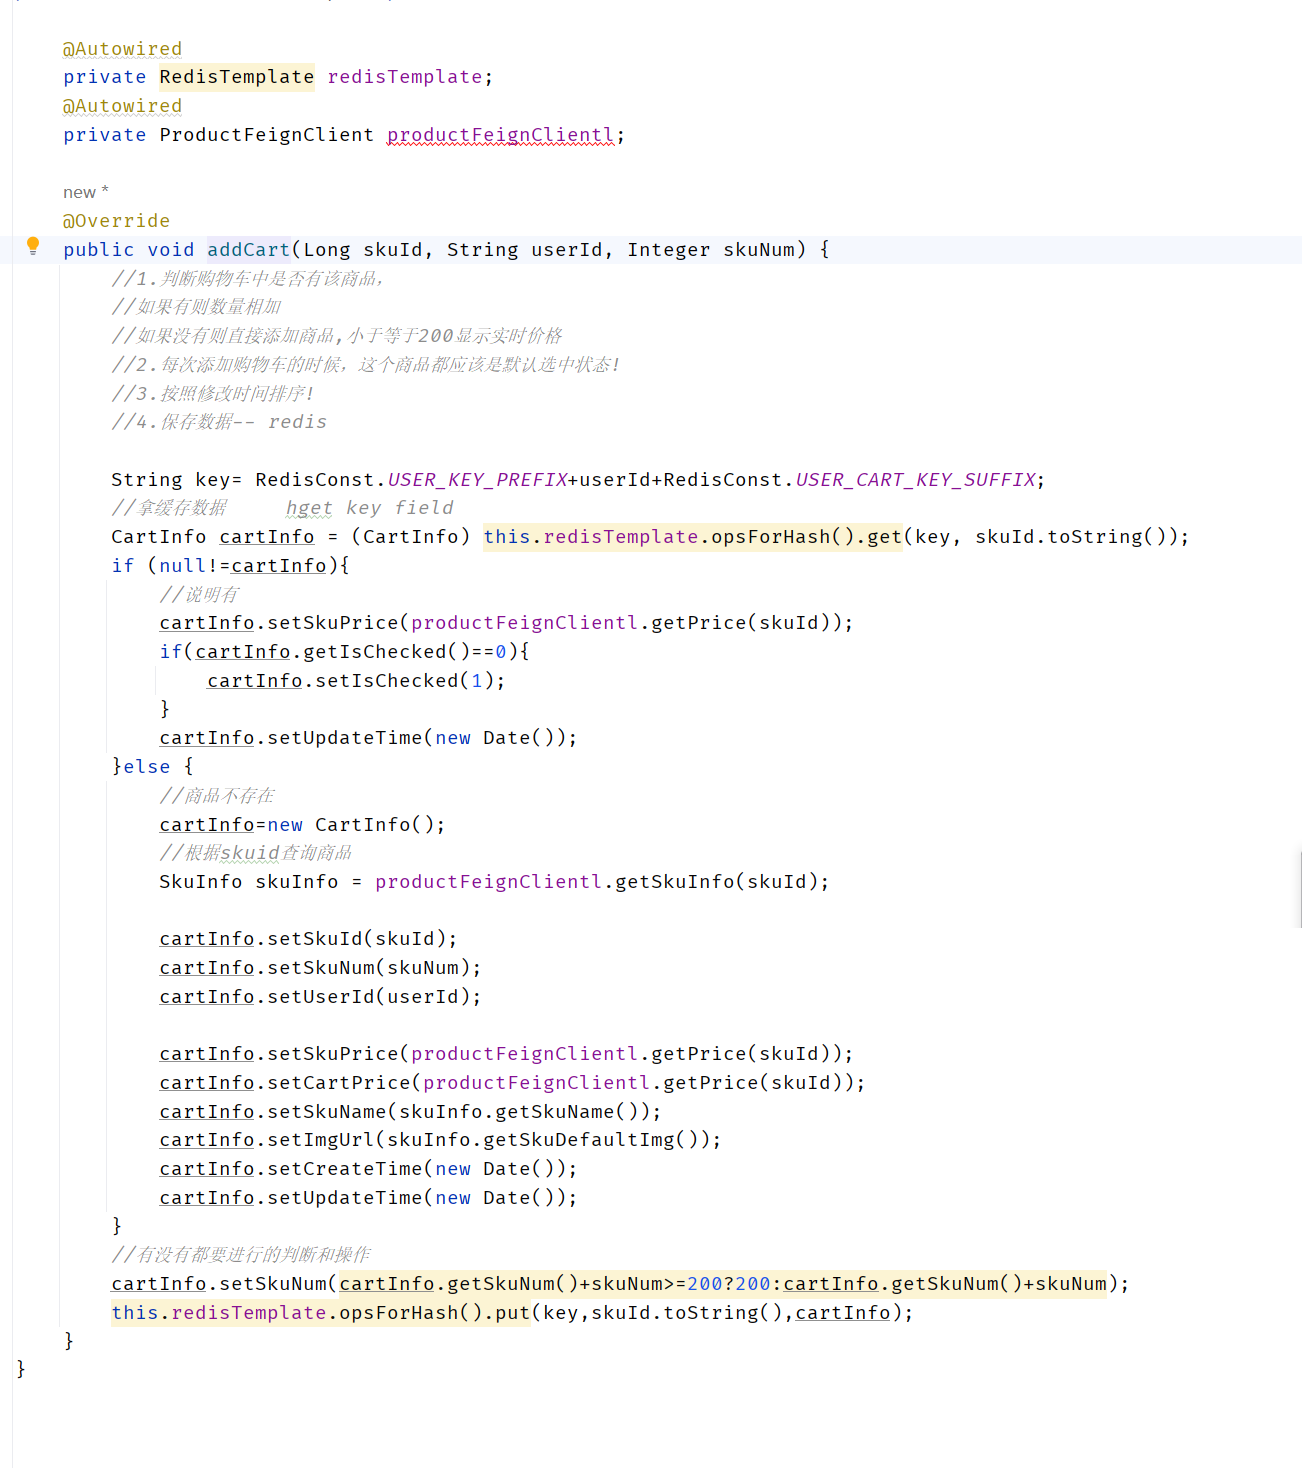 @Autowired
private RedisTemplate redisTemplate;
@Autowired
private ProductFeignClient productFeignClientl;
new *
@Override
public void addCart(Long skuId, String userId, Integer skuNum) {
//1.判断购物车中是否有该商品,
//如果有则数量相加
//如果没有则直接添加商品,小于等于200显示实时价格
//2.每次添加购物车的时候，这个商品都应该是默认选中状态!
//3.按照修改时间排序!
//4.保存数据-- redis
String key= RedisConst.USER_KEY_PREFIX+userId+RedisConst.USER_CART_KEY_SUFFIX;
//拿缓存数据     hget key field
CartInfo cartInfo = (CartInfo) this.redisTemplate.opsForHash().get(key, skuId.toString());
if (null!=cartInfo){
//说明有
cartInfo.setSkuPrice(productFeignClientl.getPrice(skuId));
if(cartInfo.getIsChecked()==0){
cartInfo.setIsChecked(1);
}
cartInfo.setUpdateTime(new Date());
}else {
//商品不存在
cartInfo=new CartInfo();
//根据skuid查询商品
SkuInfo skuInfo = productFeignClientl.getSkuInfo(skuId);
cartInfo.setSkuId(skuId);
cartInfo.setSkuNum(skuNum);
cartInfo.setUserId(userId);
cartInfo.setSkuPrice(productFeignClientl.getPrice(skuId));
cartInfo.setCartPrice(productFeignClientl.getPrice(skuId));
cartInfo.setSkuName(skuInfo.getSkuName());
cartInfo.setImgUrl(skuInfo.getSkuDefaultImg());
cartInfo.setCreateTime(new Date());
cartInfo.setUpdateTime(new Date());
}
//有没有都要进行的判断和操作
cartInfo.setSkuNum(cartInfo.getSkuNum()+skuNum>=200?200:cartInfo.getSkuNum()+skuNum);
this.redisTemplate.opsForHash().put(key,skuId.toString(),cartInfo);
}
}